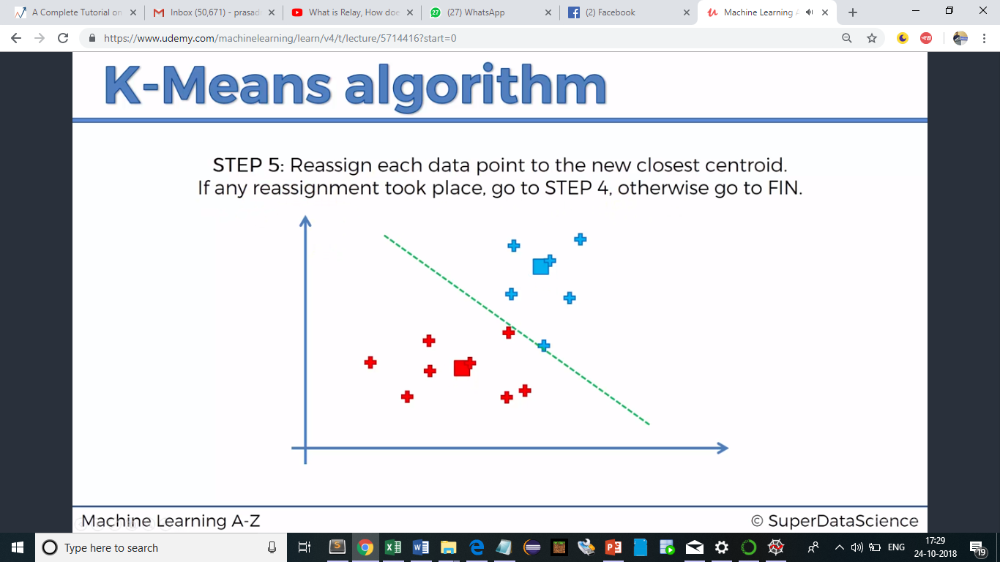 A Complete Tutorial on
Inbox (50,671) - prasad
What is Relay, How doe
27
(27) WhatsApp
(2) Facebook
Machine Learning A
https://www.udemy.com/machinelearning/learn/v4/t/lecture/5714416?start=0
K-Means algorithm
STEP 5: Reassign each data point to the new closest centroid.
If any reassignment took place, go to STEP 4, otherwise go to FIN.
Machine Learning A-Z
© SuperDataScience
Type here to search
ENG
17:29
24-10-2018
19